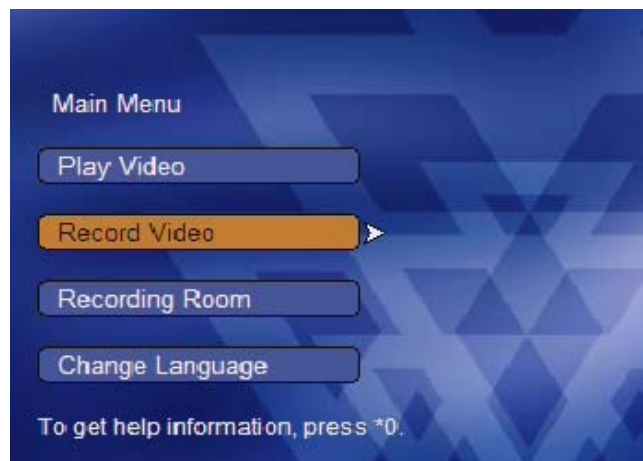 Main Menu
Play Video
Record Video
Recording Room
Change Language
To get help information, press *0.